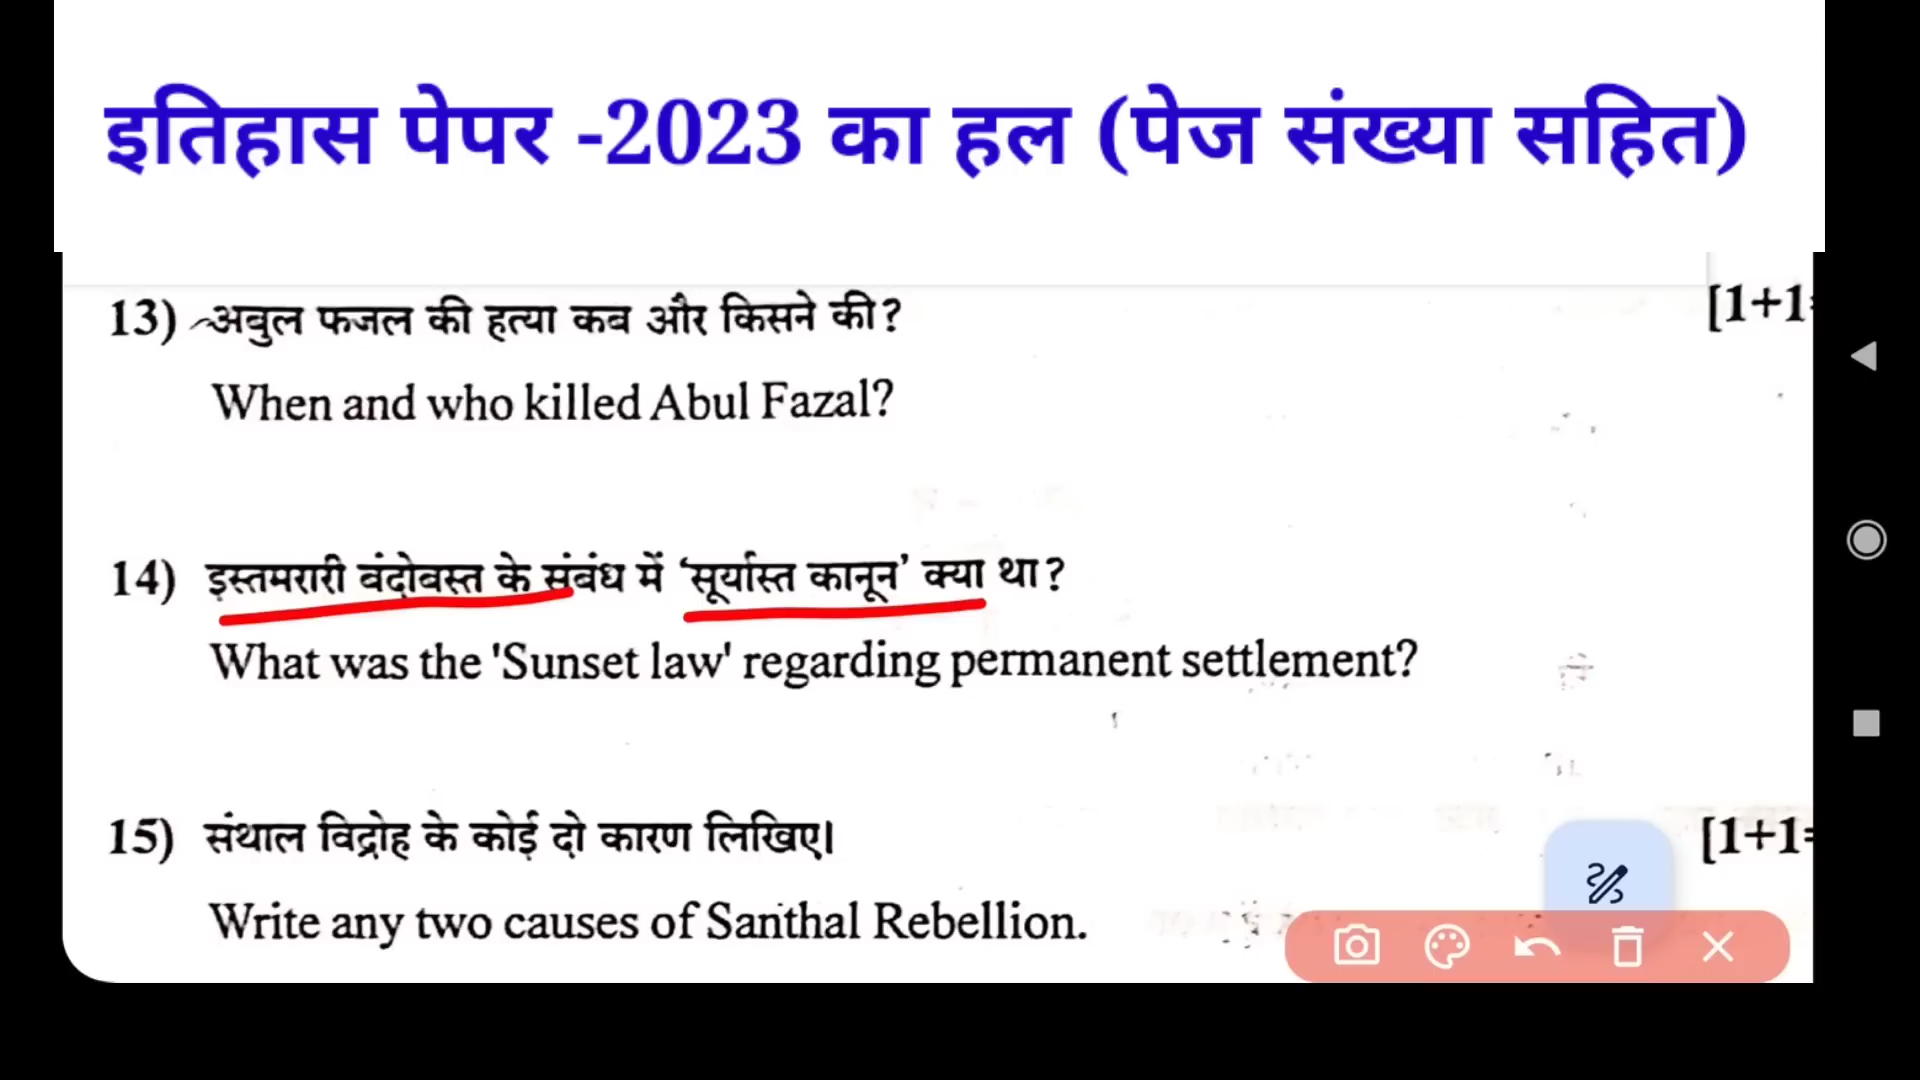 इतिहास पेपर -2023 का हल (पेज संख्या सहित)
13) अबुल फजल की हत्या कब और किसने की? [1+1=
When and who killed Abul Fazal?
14) इस्तमरारी बंदोबस्त के संबंध में ‘सूर्यास्त कानून’ क्या था?
What was the 'Sunset law' regarding permanent settlement?
15) संथाल विद्रोह के कोई दो कारण लिखिए। [1+1=
Write any two causes of Santhal Rebellion.